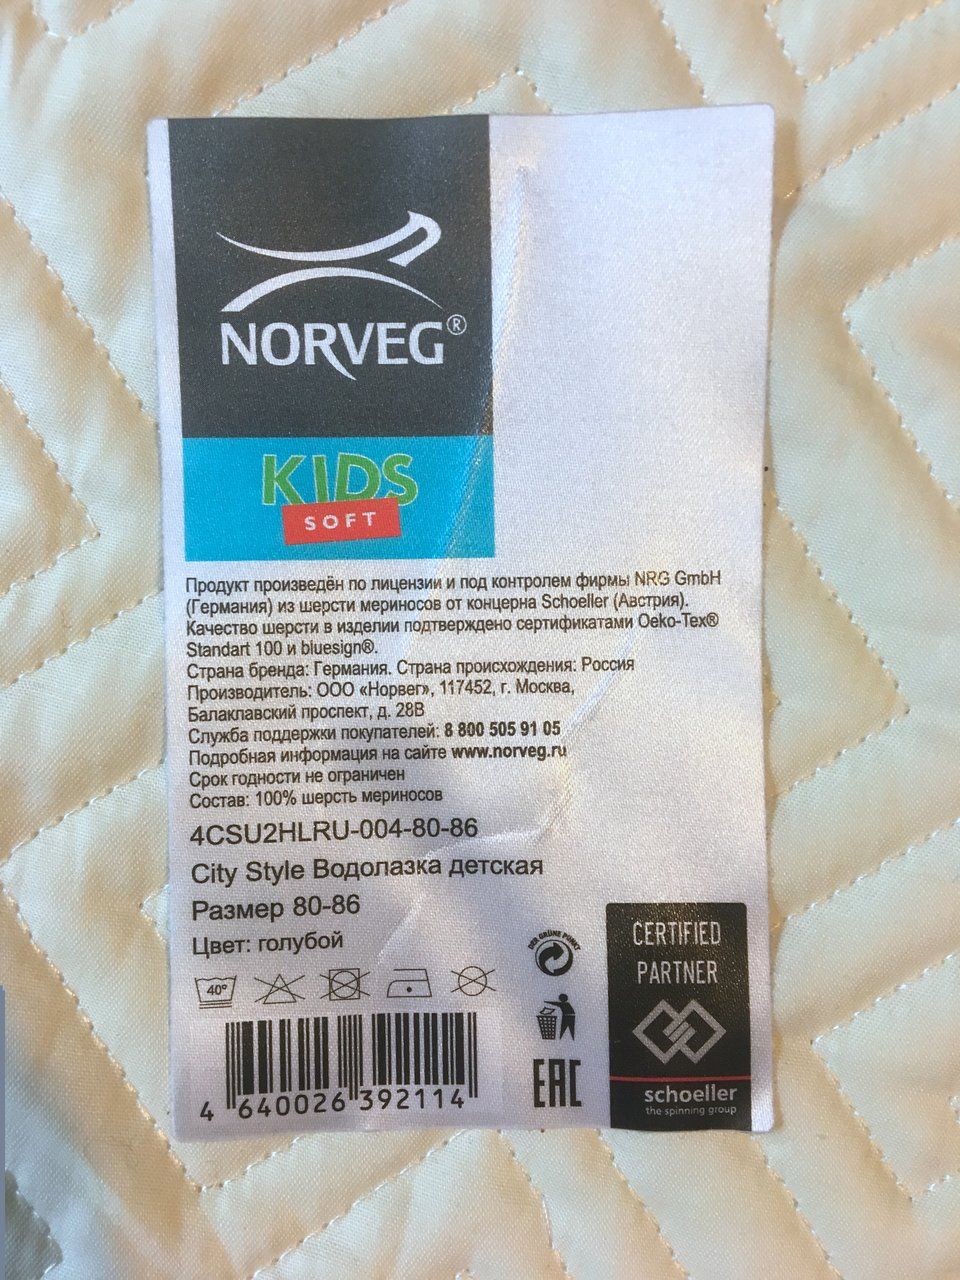 NORVEG®
KIDS
SOFT
Продукт произведён по лицензии и под контролем фирмы NRG GmbH
(Германия) из шерсти мериносов от концерна Schoeller (Австрия).
Качество шерсти в изделии подтверждено сертификатами Oeko-Tex®
Standart 100 и bluesign®.
Страна бренда: Германия. Страна происхождения: Россия
Производитель: ООО «Норвег», 117452, г. Москва,
Балаклавский проспект, д. 28В
Служба поддержки покупателей: 8 800 505 91 05
Подробная информация на сайте www.norveg.ru
Срок годности не ограничен
Состав: 100% шерсть мериносов
4CSU2HLRU-004-80-86
City Style Водолазка детская
Размер 80-86
Цвет: голубой
40°
4 640026 392114
DER GRÜNE PUNKT
EAC
CERTIFIED
PARTNER
schoeller
the spinning group